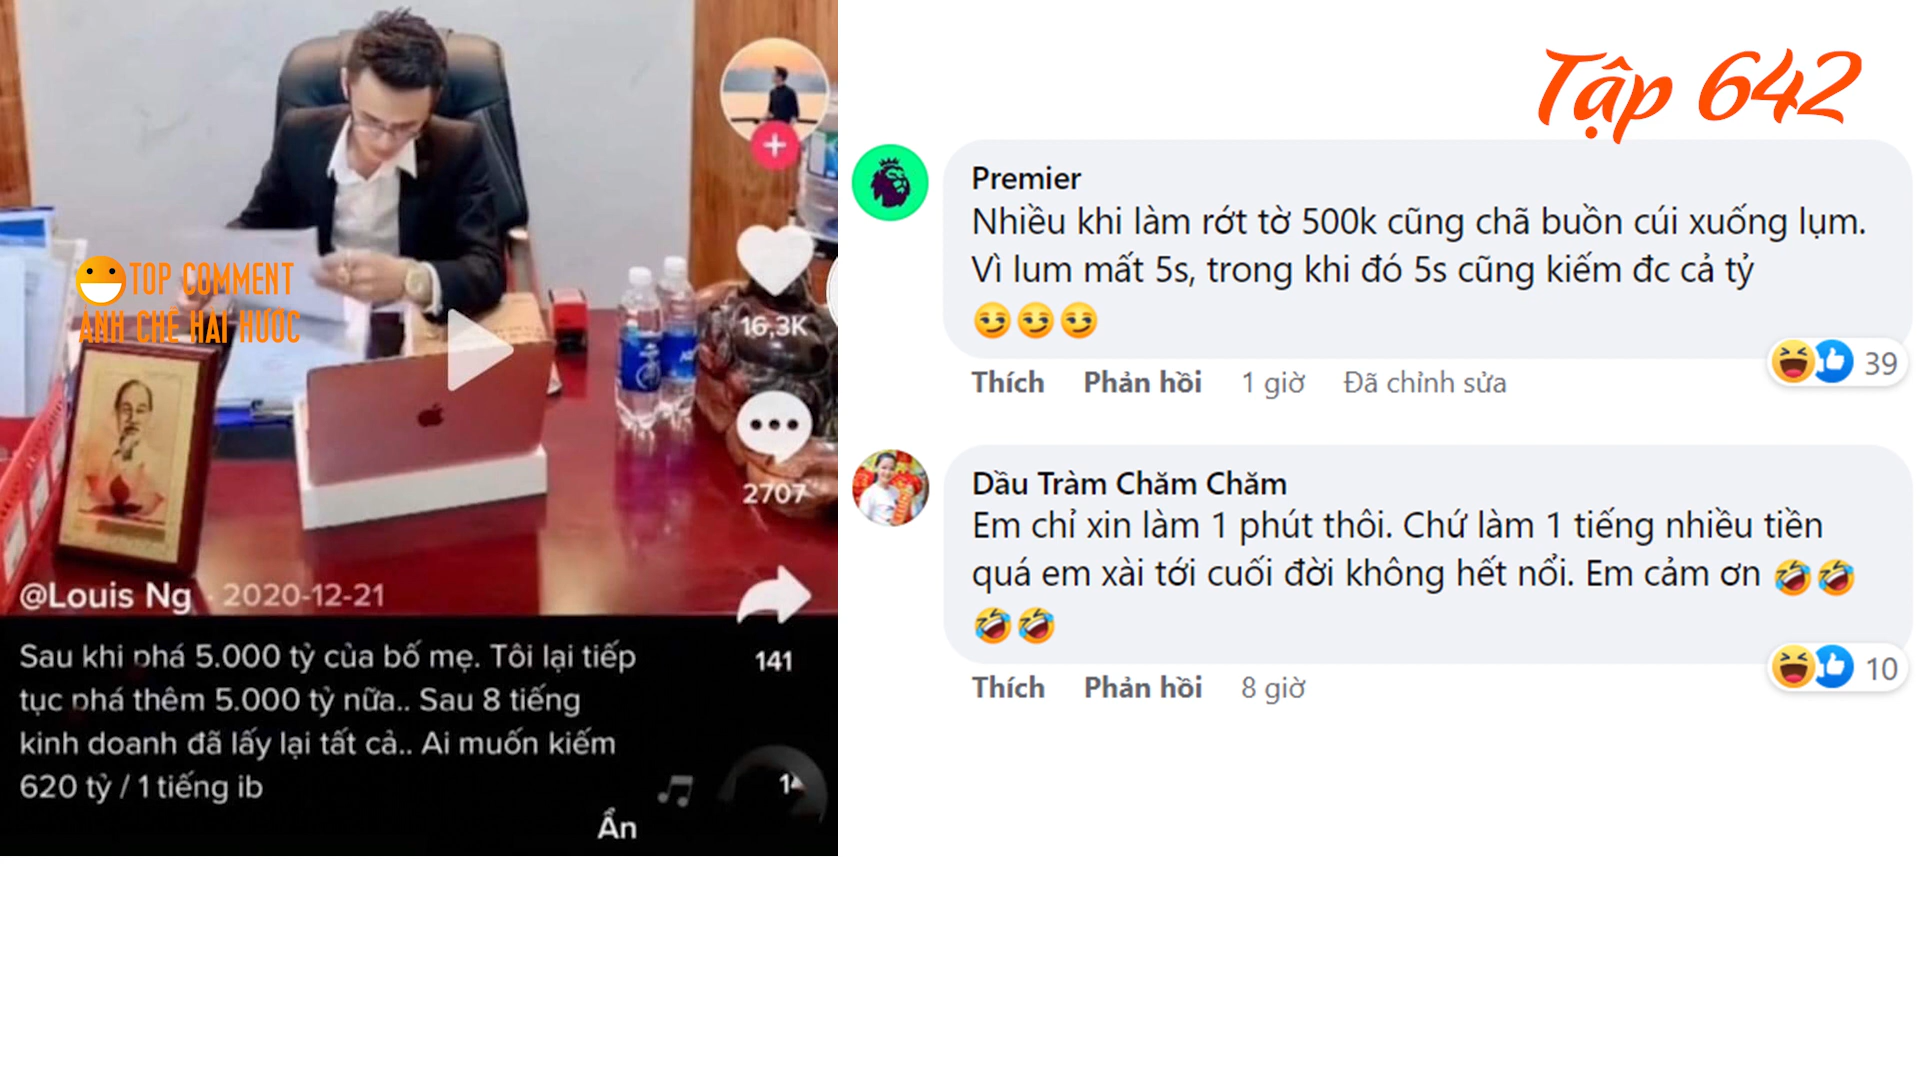 Tập 642
TOP COMMENT
ẢNH CHẾ HÀI HƯỚC
16,3K
2707
141
@Louis Ng · 2020-12-21
Sau khi phá 5.000 tỷ của bố mẹ. Tôi lại tiếp
tục phá thêm 5.000 tỷ nữa.. Sau 8 tiếng
kinh doanh đã lấy lại tất cả.. Ai muốn kiếm
620 tỷ / 1 tiếng ib
Ẩn
Premier
Nhiều khi làm rớt tờ 500k cũng chã buồn cúi xuống lụm.
Vì lum mất 5s, trong khi đó 5s cũng kiếm đc cả tỷ
😏😏😏
39
Thích Phản hồi 1 giờ Đã chỉnh sửa
Dầu Tràm Chăm Chăm
Em chỉ xin làm 1 phút thôi. Chứ làm 1 tiếng nhiều tiền
quá em xài tới cuối đời không hết nổi. Em cảm ơn 🤣🤣
🤣🤣
10
Thích Phản hồi 8 giờ